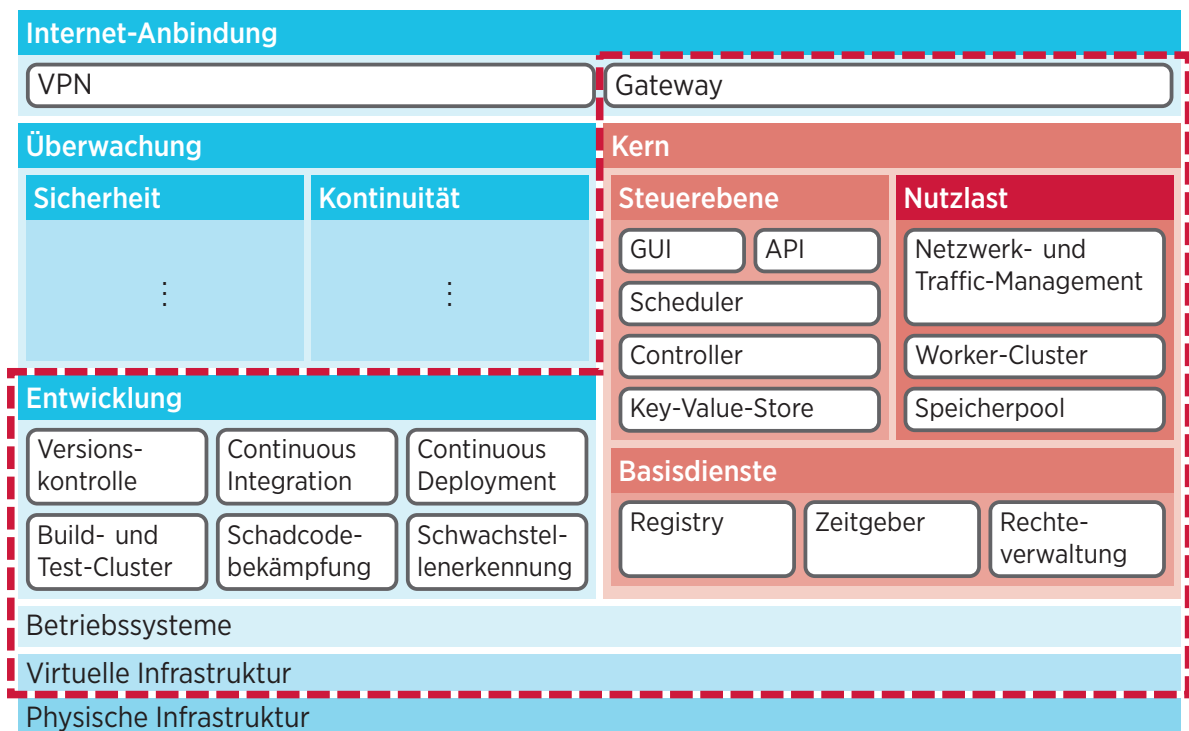 Internet-Anbindung
VPN
Gateway
Überwachung
Sicherheit
Kontinuität
⋮
⋮
Kern
Steuerebene
GUI
API
Scheduler
Controller
Key-Value-Store
Nutzlast
Netzwerk- und
Traffic-Management
Worker-Cluster
Speicherpool
Entwicklung
Versions-
kontrolle
Continuous
Integration
Continuous
Deployment
Build- und
Test-Cluster
Schadcode-
bekämpfung
Schwachstel-
lenerkennung
Basisdienste
Registry
Zeitgeber
Rechte-
verwaltung
Betriebssysteme
Virtuelle Infrastruktur
Physische Infrastruktur